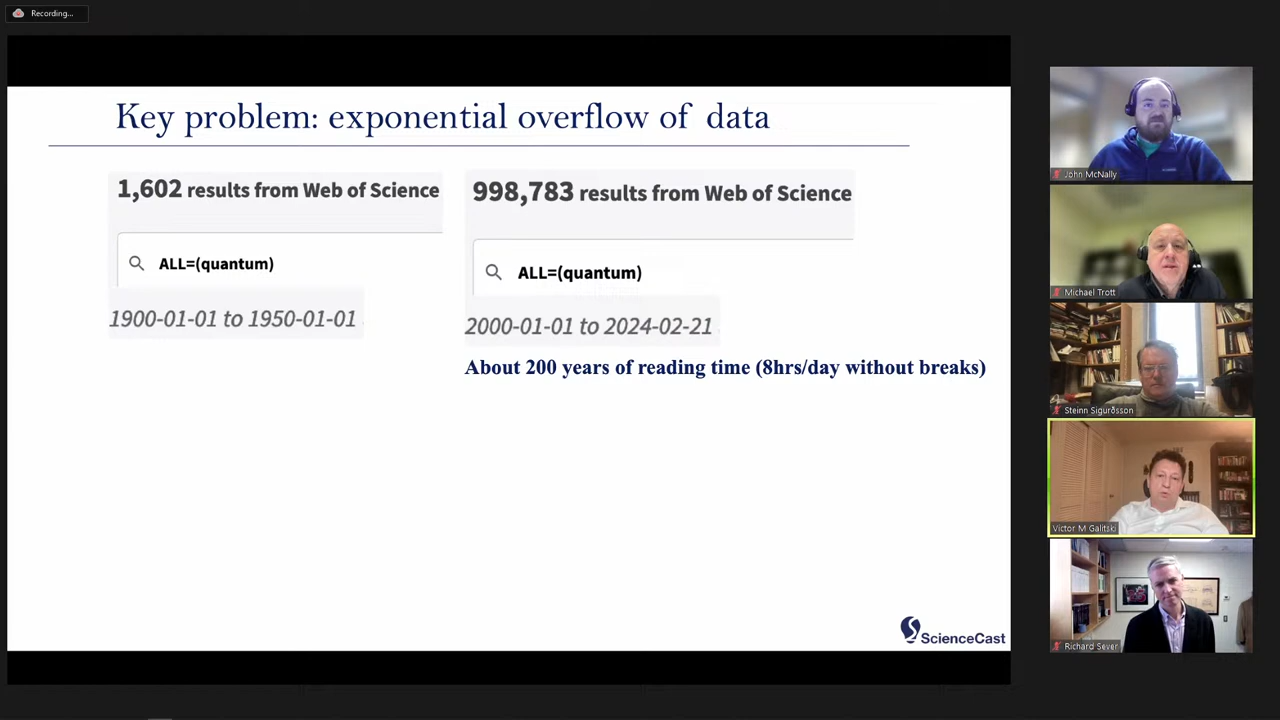 Recording...
Key problem: exponential overflow of data
1,602 results from Web of Science
ALL=(quantum)
1900-01-01 to 1950-01-01
998,783 results from Web of Science
ALL=(quantum)
2000-01-01 to 2024-02-21
About 200 years of reading time (8hrs/day without breaks)
ScienceCast
John McNally
Michael Trott
Steinn Sigurðsson
Victor M Galitski
Richard Sever